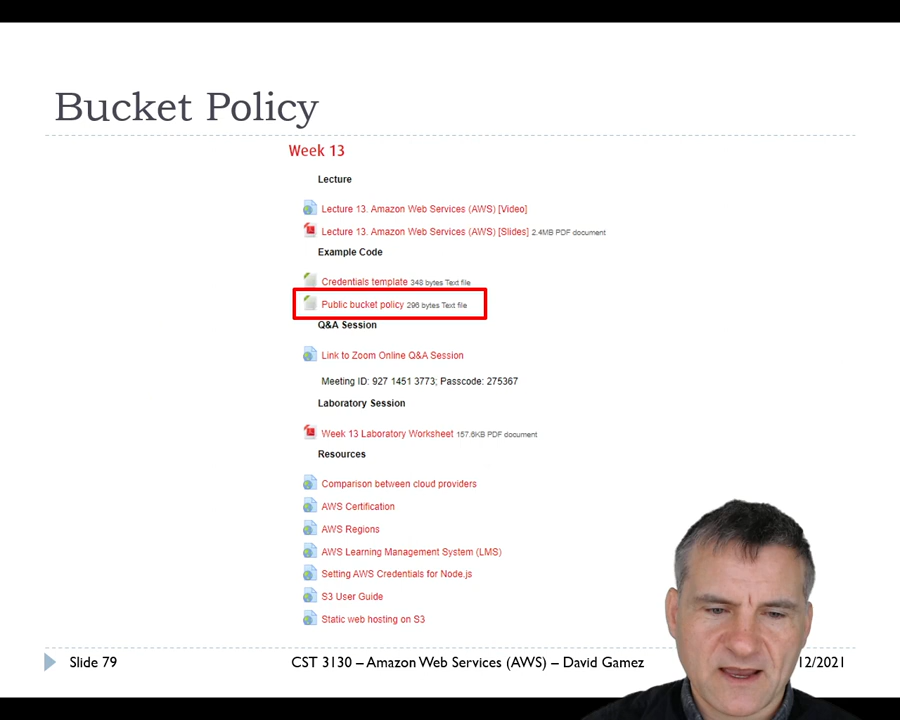 Bucket Policy
Week 13
Lecture
Lecture 13. Amazon Web Services (AWS) [Video]
Lecture 13. Amazon Web Services (AWS) [Slides] 2.4MB PDF document
Example Code
Credentials template 348 bytes Text file
Public bucket policy 296 bytes Text file
Q&A Session
Link to Zoom Online Q&A Session
Meeting ID: 927 1451 3773; Passcode: 275367
Laboratory Session
Week 13 Laboratory Worksheet 157.6KB PDF document
Resources
Comparison between cloud providers
AWS Certification
AWS Regions
AWS Learning Management System (LMS)
Setting AWS Credentials for Node.js
S3 User Guide
Static web hosting on S3
Slide 79 CST 3130 – Amazon Web Services (AWS) – David Gamez 12/2021